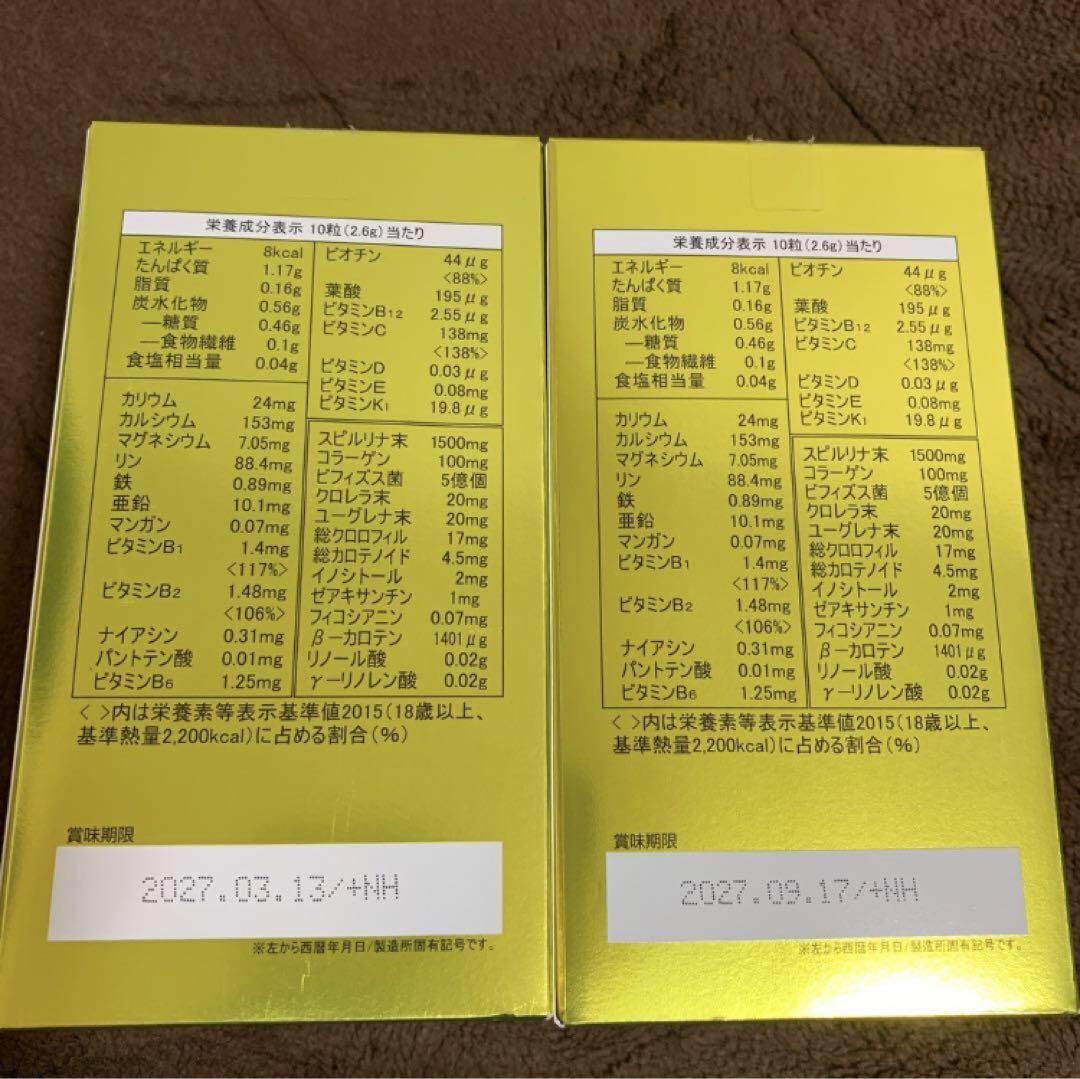 栄養成分表示 10粒(2.6g)当たり
エネルギー 8kcal
たんぱく質 1.17g
脂質 0.16g
炭水化物 0.56g
―糖質 0.46g
―食物繊維 0.1g
食塩相当量 0.04g
カリウム 24mg
カルシウム 153mg
マグネシウム 7.05mg
リン 88.4mg
鉄 0.89mg
亜鉛 10.1mg
マンガン 0.07mg
ビタミンB1 1.4mg
<117%>
ビタミンB2 1.48mg
<106%>
ナイアシン 0.31mg
パントテン酸 0.01mg
ビタミンB6 1.25mg
ビオチン 44μg
<88%>
葉酸 195μg
ビタミンB12 2.55μg
ビタミンC 138mg
<138%>
ビタミンD 0.03μg
ビタミンE 0.08mg
ビタミンK1 19.8μg
スピルリナ末 1500mg
コラーゲン 100mg
ビフィズス菌 5億個
クロレラ末 20mg
ユーグレナ末 20mg
総クロロフィル 17mg
総カロテノイド 4.5mg
イノシトール 2mg
ゼアキサンチン 1mg
フィコシアニン 0.07mg
β―カロテン 1401μg
リノール酸 0.02g
γ―リノレン酸 0.02g
< >内は栄養素等表示基準値2015(18歳以上、
基準熱量2,200kcal)に占める割合(%)
賞味期限
2027.03.13/+NH
※左から西暦年月日/製造所固有記号です。
栄養成分表示 10粒(2.6g)当たり
エネルギー 8kcal
たんぱく質 1.17g
脂質 0.16g
炭水化物 0.56g
―糖質 0.46g
―食物繊維 0.1g
食塩相当量 0.04g
カリウム 24mg
カルシウム 153mg
マグネシウム 7.05mg
リン 88.4mg
鉄 0.89mg
亜鉛 10.1mg
マンガン 0.07mg
ビタミンB1 1.4mg
<117%>
ビタミンB2 1.48mg
<106%>
ナイアシン 0.31mg
パントテン酸 0.01mg
ビタミンB6 1.25mg
ビオチン 44μg
<88%>
葉酸 195μg
ビタミンB12 2.55μg
ビタミンC 138mg
<138%>
ビタミンD 0.03μg
ビタミンE 0.08mg
ビタミンK1 19.8μg
スピルリナ末 1500mg
コラーゲン 100mg
ビフィズス菌 5億個
クロレラ末 20mg
ユーグレナ末 20mg
総クロロフィル 17mg
総カロテノイド 4.5mg
イノシトール 2mg
ゼアキサンチン 1mg
フィコシアニン 0.07mg
β―カロテン 1401μg
リノール酸 0.02g
γ―リノレン酸 0.02g
< >内は栄養素等表示基準値2015(18歳以上、
基準熱量2,200kcal)に占める割合(%)
賞味期限
2027.09.17/+NH
※左から西暦年月日/製造所固有記号です。